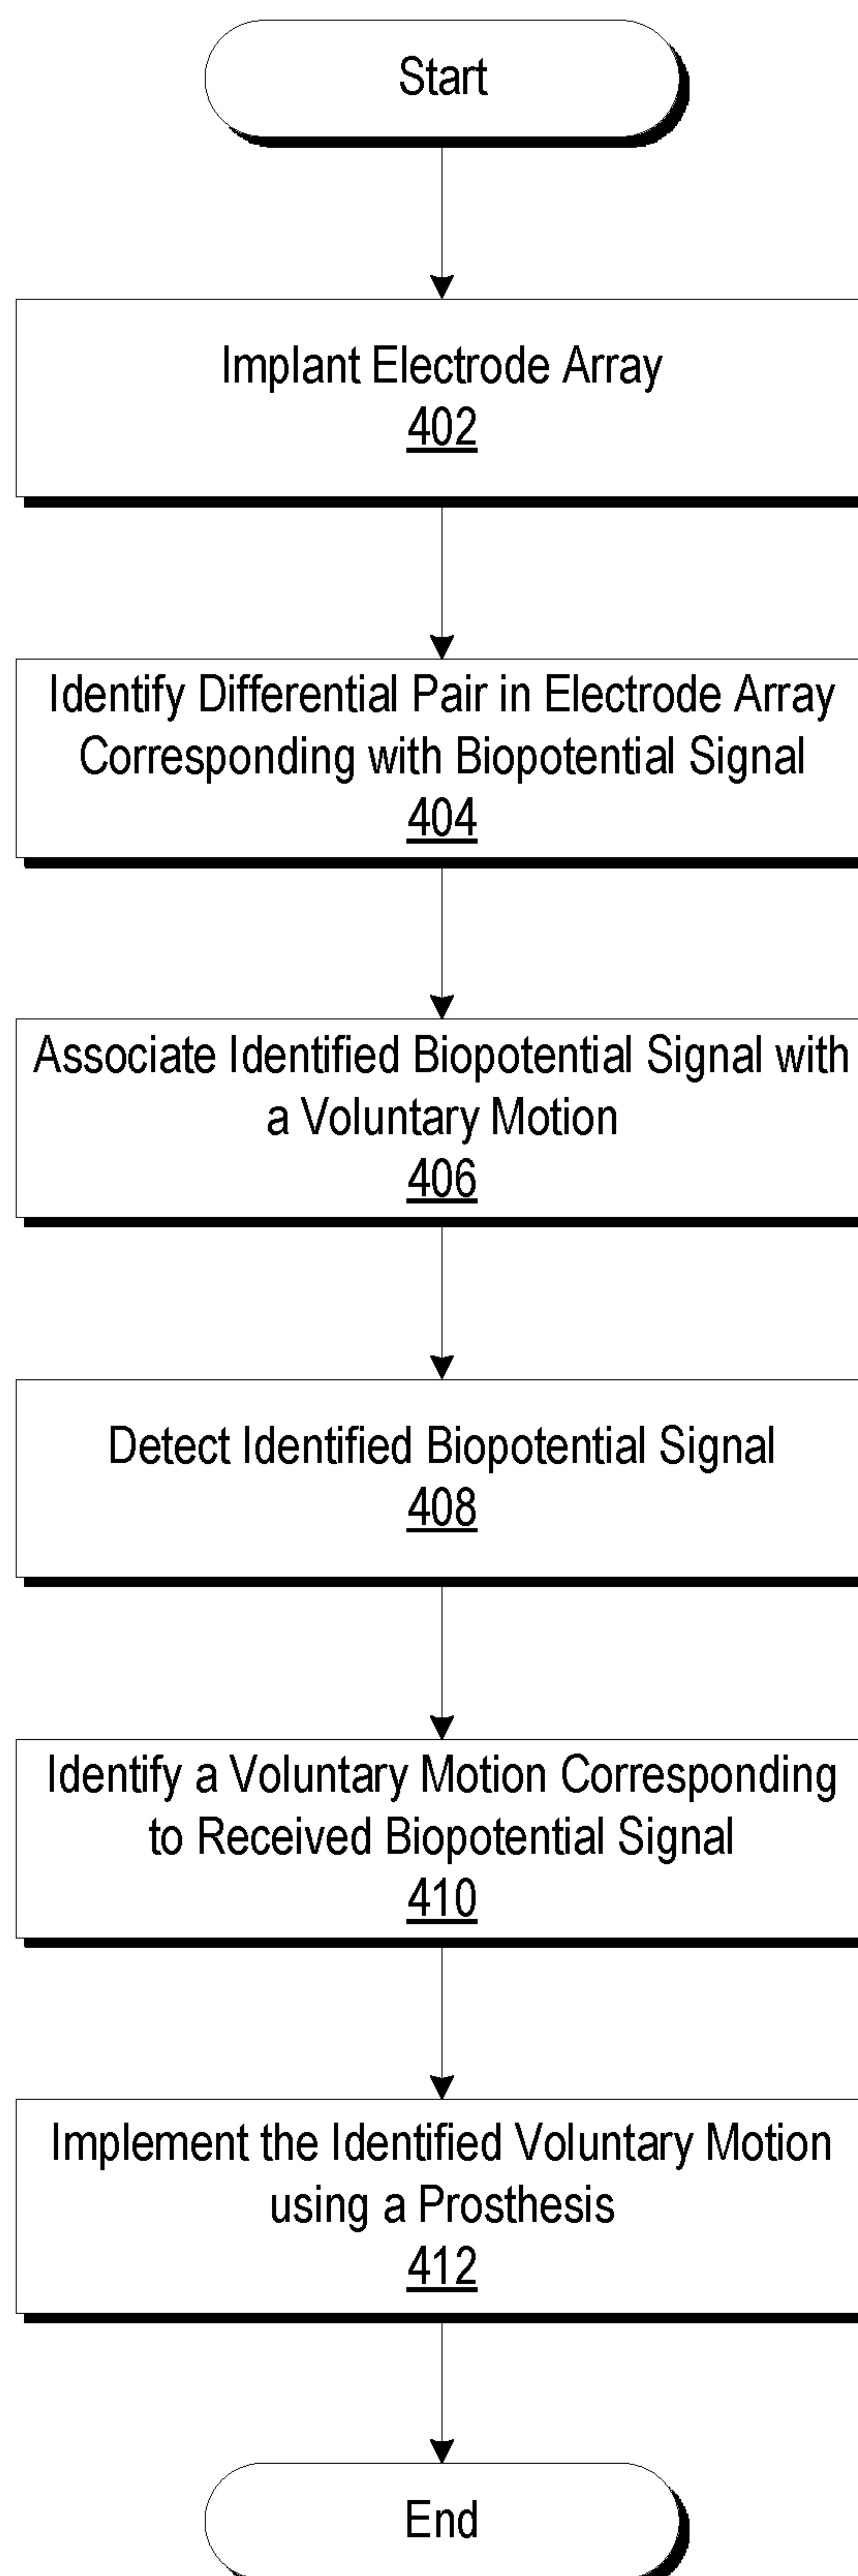 Start
Implant Electrode Array
402
Identify Differential Pair in Electrode Array
Corresponding with Biopotential Signal
404
Associate Identified Biopotential Signal with
a Voluntary Motion
406
Detect Identified Biopotential Signal
408
Identify a Voluntary Motion Corresponding
to Received Biopotential Signal
410
Implement the Identified Voluntary Motion
using a Prosthesis
412
End